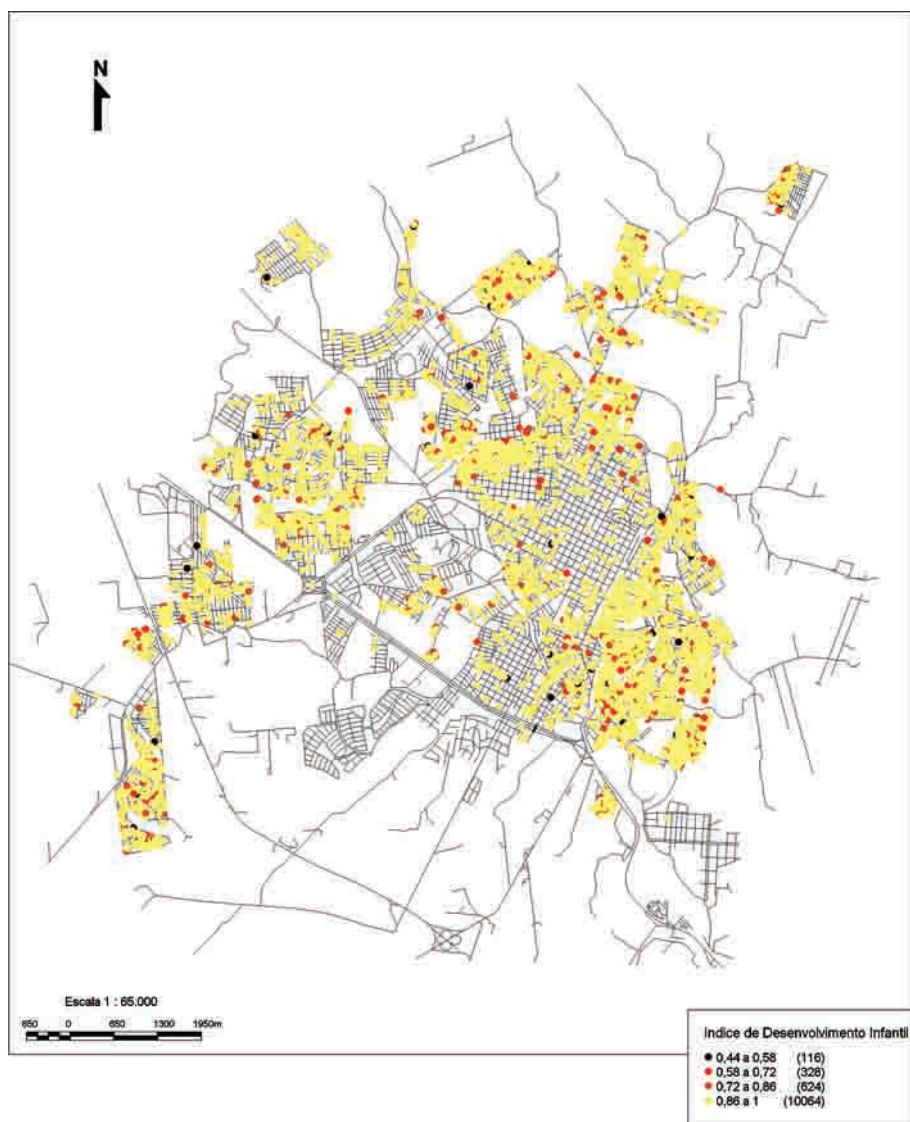 N
Escala 1 : 65.000
650 0 650 1300 1950m
Indice de Desenvolvimento Infantil
0,44 a 0,58 (116)
0,58 a 0,72 (328)
0,72 a 0,86 (624)
0,86 a 1 (10064)